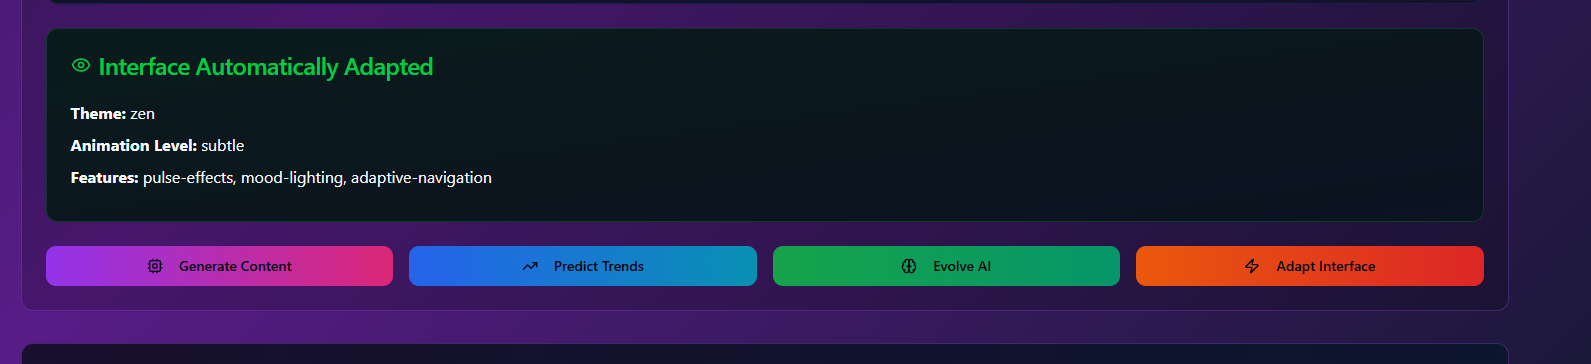 Interface Automatically Adapted
Theme: zen
Animation Level: subtle
Features: pulse-effects, mood-lighting, adaptive-navigation
Generate Content
Predict Trends
Evolve AI
Adapt Interface